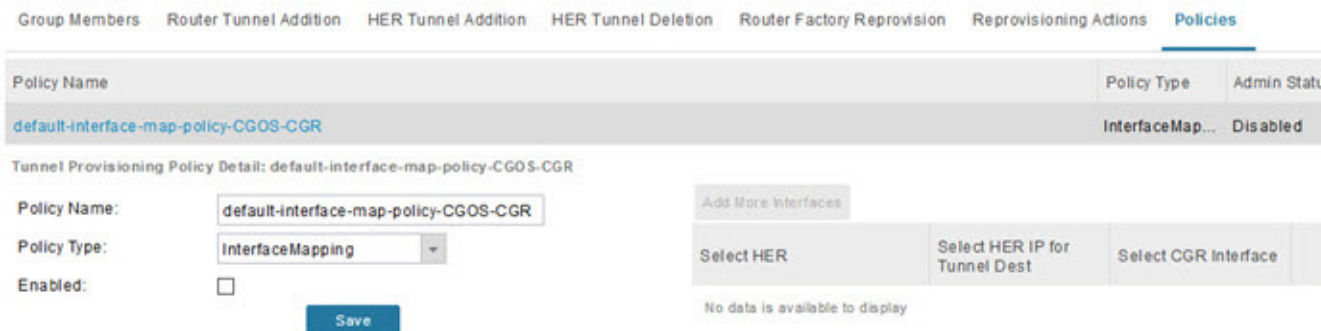 Group Members Router Tunnel Addition HER Tunnel Addition HER Tunnel Deletion Router Factory Reprovision Reprovisioning Actions Policies
Policy Name Policy Type Admin Statu
default-interface-map-policy-CGOS-CGR InterfaceMap... Disabled
Tunnel Provisioning Policy Detail: default-interface-map-policy-CGOS-CGR
Policy Name: default-interface-map-policy-CGOS-CGR
Policy Type: InterfaceMapping
Enabled:
Save
Add More Interfaces
Select HER Select HER IP for Tunnel Dest Select CGR Interface
No data is available to display